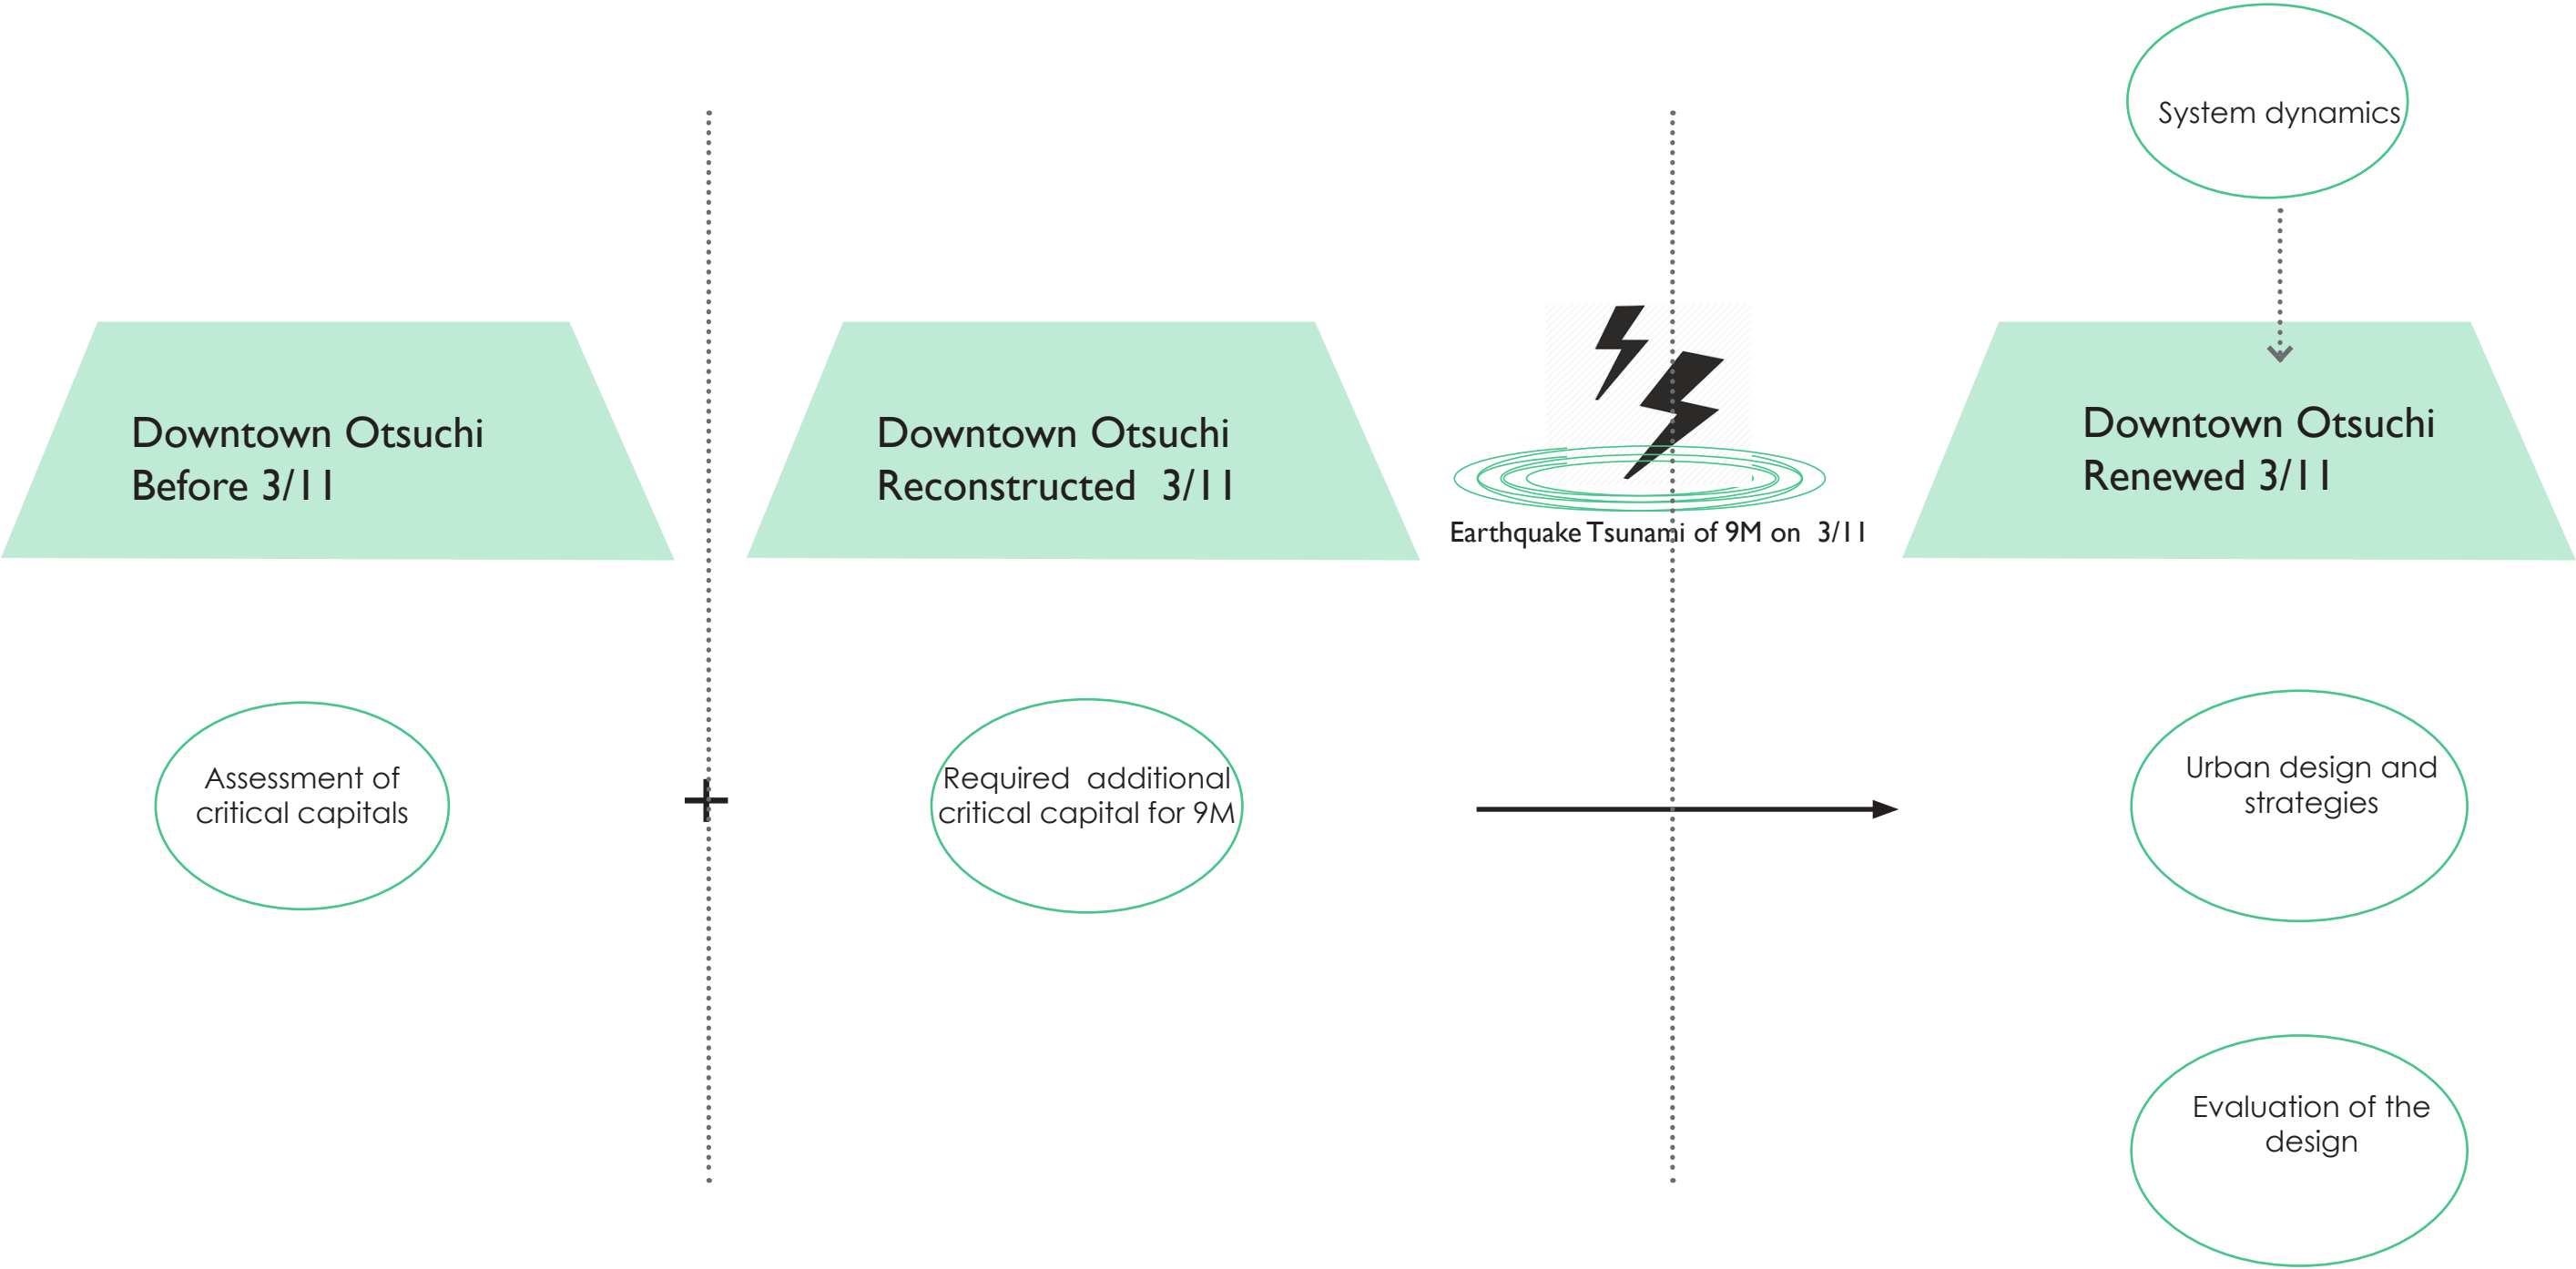 System dynamics
Downtown Otsuchi
Before 3/11
Downtown Otsuchi
Reconstructed  3/11
Earthquake Tsunami of 9M on  3/11
Downtown Otsuchi
Renewed 3/11
Assessment of
critical capitals
+
Required  additional
critical capital for 9M
Urban design and
strategies
Evaluation of the
design